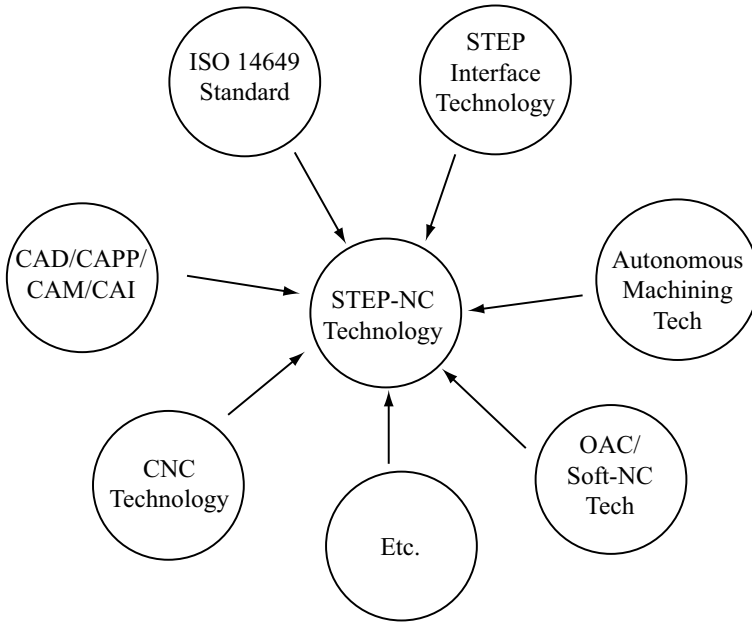 ISO 14649
Standard
STEP
Interface
Technology
CAD/CAPP/
CAM/CAI
STEP-NC
Technology
Autonomous
Machining
Tech
CNC
Technology
Etc.
OAC/
Soft-NC
Tech